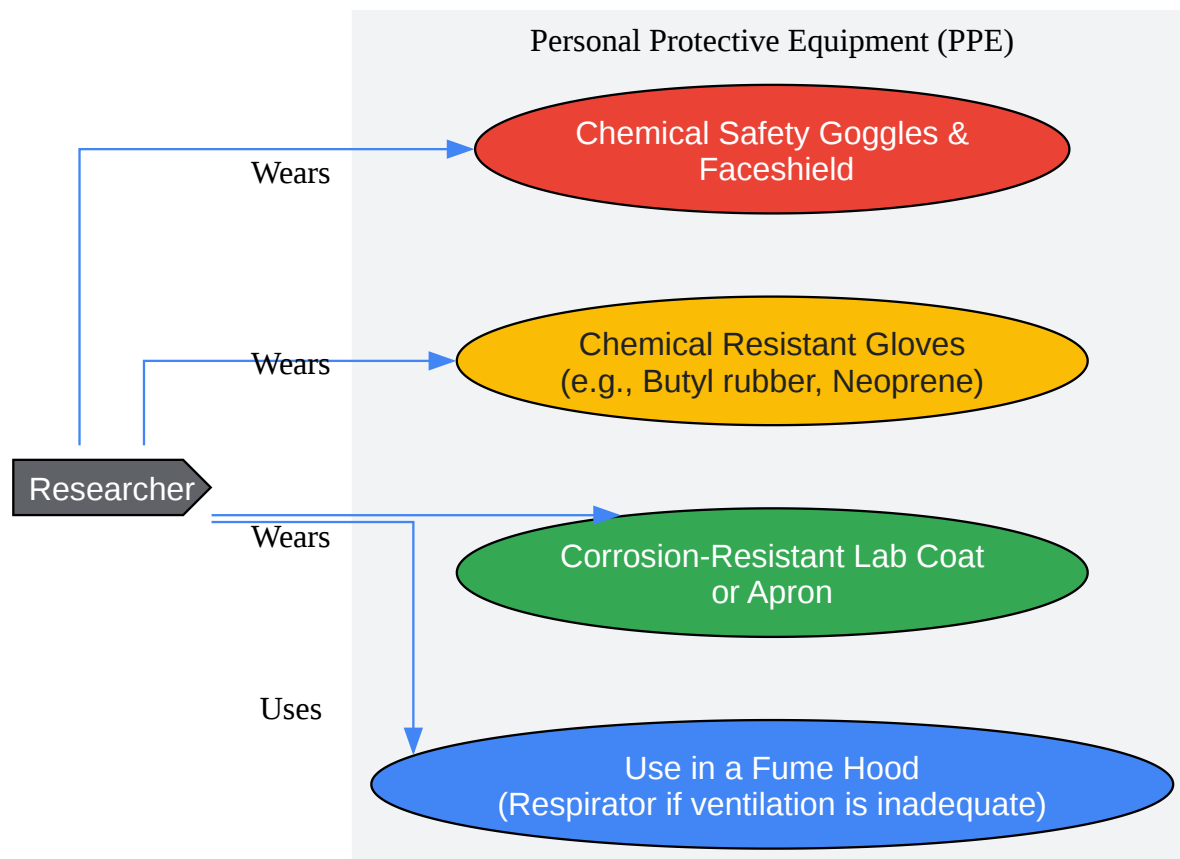 Personal Protective Equipment (PPE)
Chemical Safety Goggles &
Faceshield
Wears
Chemical Resistant Gloves
(e.g., Butyl rubber, Neoprene)
Wears
Researcher
Wears
Corrosion-Resistant Lab Coat
or Apron
Uses
Use in a Fume Hood
(Respirator if ventilation is inadequate)